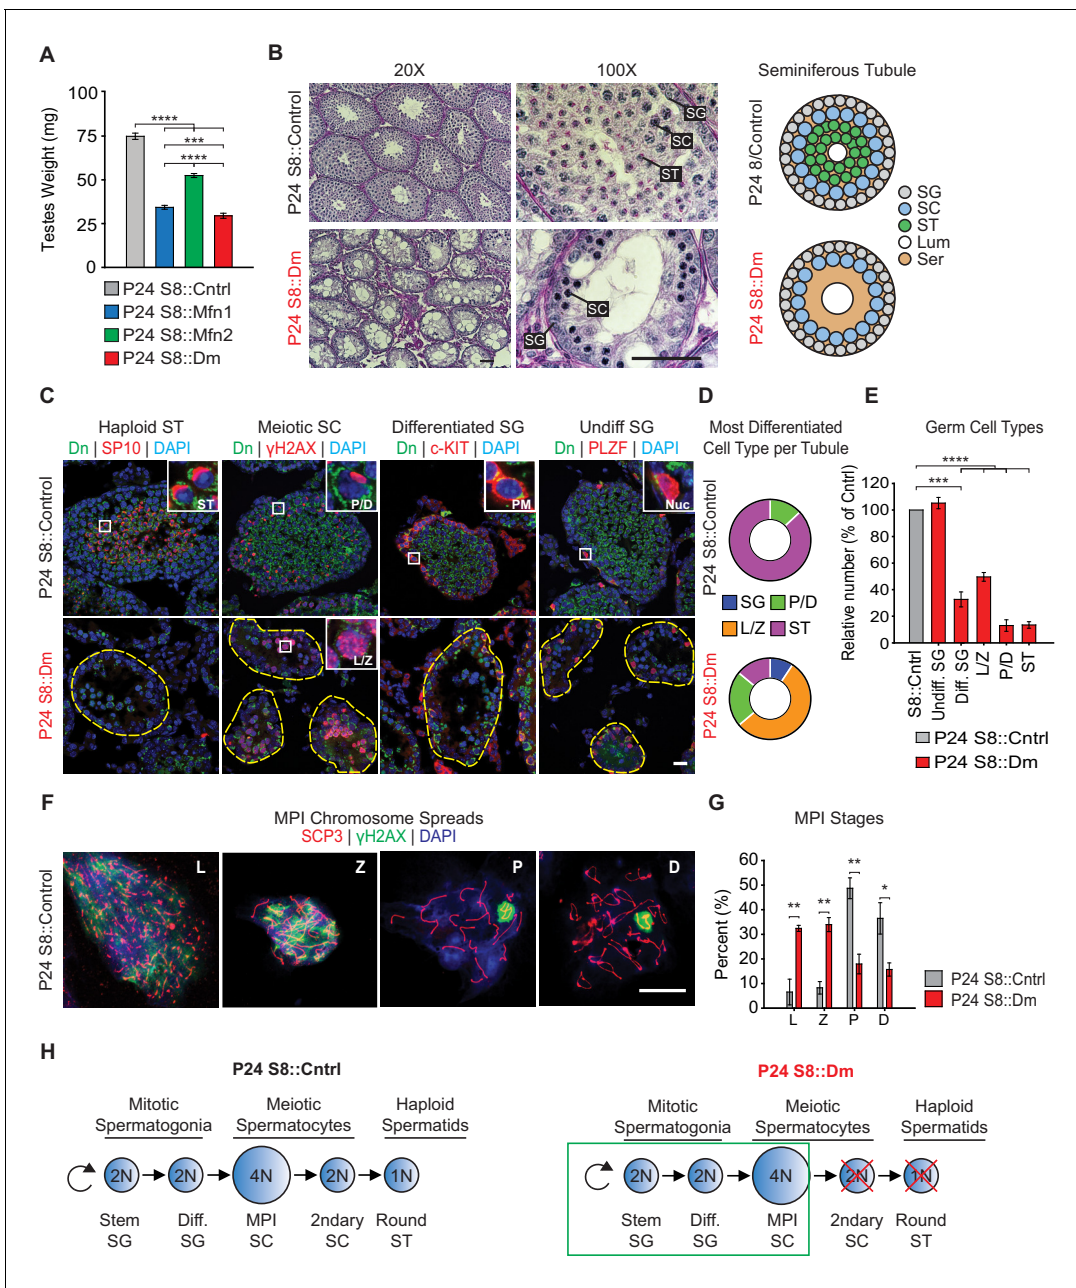 A
Testes Weight (mg)
100
75
50
25
0
****
***
****
P24 S8::Cntrl
P24 S8::Mfn1
P24 S8::Mfn2
P24 S8::Dm
B
20X
100X
Seminiferous Tubule
P24 S8::Control
SG
SC
ST
P24 8/Control
SG
SC
ST
Lum
Ser
P24 S8::Dm
SC
SG
P24 S8::Dm
C
Haploid ST
Dn | SP10 | DAPI
Meiotic SC
Dn | γH2AX | DAPI
Differentiated SG
Dn | c-KIT | DAPI
Undiff SG
Dn | PLZF | DAPI
P24 S8::Control
ST
P/D
PM
Nuc
P24 S8::Dm
L/Z
D
Most Differentiated
Cell Type per Tubule
P24 S8::Control
SG P/D
L/Z ST
P24 S8::Dm
E
Germ Cell Types
Relative number (% of Cntrl)
120
100
80
60
40
20
0
****
***
S8::Cntrl
Undiff. SG
Diff. SG
L/Z
P/D
ST
P24 S8::Cntrl
P24 S8::Dm
F
MPI Chromosome Spreads
SCP3 | γH2AX | DAPI
P24 S8::Control
L
Z
P
D
G
MPI Stages
Percent (%)
60
50
40
30
20
10
0
**
**
**
*
L Z P D
P24 S8::Cntrl
P24 S8::Dm
H
P24 S8::Cntrl
Mitotic
Spermatogonia
Meiotic
Spermatocytes
Haploid
Spermatids
2N 2N 4N 2N 1N
Stem
SG
Diff.
SG
MPI
SC
2ndary
SC
Round
ST
P24 S8::Dm
Mitotic
Spermatogonia
Meiotic
Spermatocytes
Haploid
Spermatids
2N 2N 4N 2N 1N
Stem
SG
Diff.
SG
MPI
SC
2ndary
SC
Round
ST